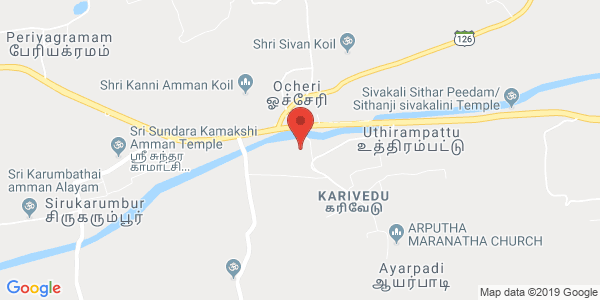 Periyagramam
பேரியக்ரமம்
Shri Sivan Koil
126
Shri Kanni Amman Koil
Ocheri
ஓச்சேரி
Sivakali Sithar Peedam/
Sithanji sivakalini Temple
Sri Sundara Kamakshi
Amman Temple
ஸ்ரீ சுந்தர
காமாட்சி...
Uthirampattu
உத்திரம்பட்டு
Sri Karumbathai
amman Alayam
Sirukarumbur
சிருகரும்பூர்
KARIVEDU
கரிவேடு
ARPUTHA
MARANATHA CHURCH
Ayarpadi
ஆயர்பாடி
Google
Map data ©2019 Google